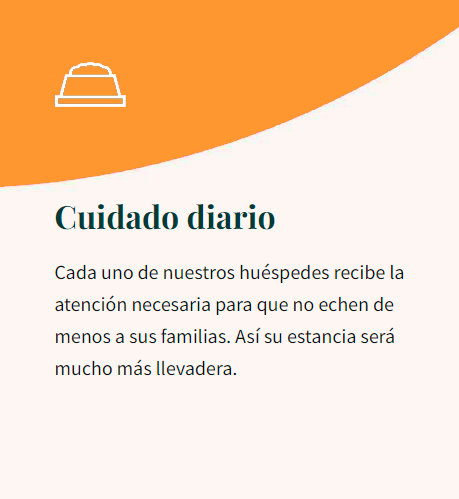 Cuidado diario
Cada uno de nuestros huéspedes recibe la
atención necesaria para que no echen de
menos a sus familias. Así su estancia será
mucho más llevadera.